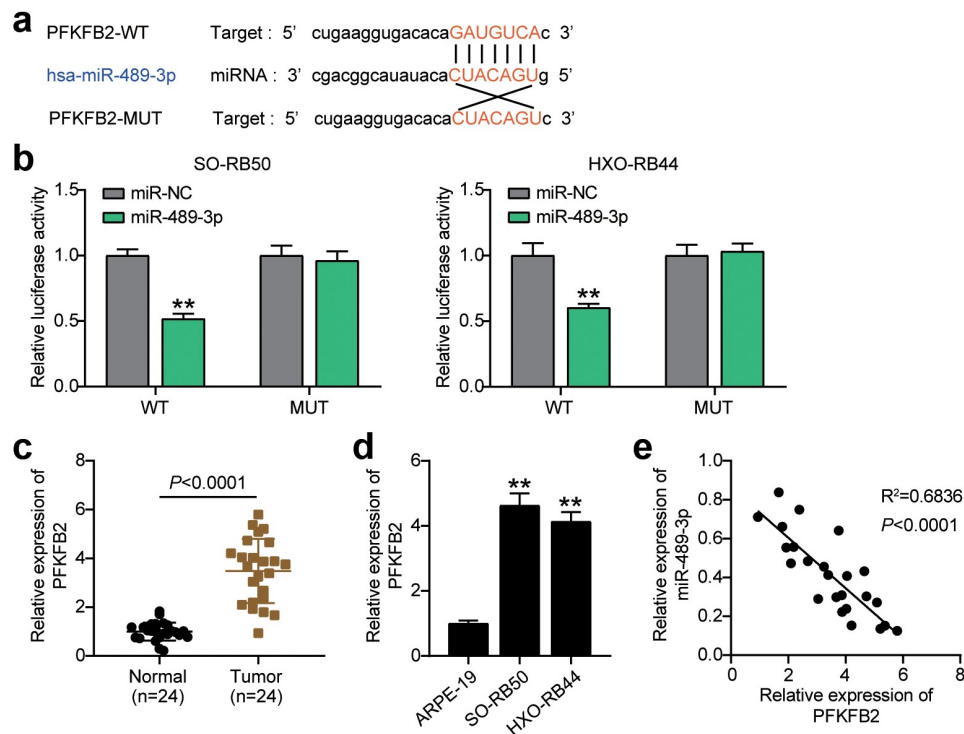 a
PFKFB2-WT Target : 5’ cugaaggugacacaGAUGUCAc 3’
hsa-miR-489-3p miRNA : 3’ cgacggcauauacaCUACAGUg 5’
PFKFB2-MUT Target : 5’ cugaaggugacacaCUACAGUc 3’
b
SO-RB50
Relative luciferase activity
1.5
1.0
0.5
0.0
miR-NC
miR-489-3p
**
WT MUT
HXO-RB44
Relative luciferase activity
1.5
1.0
0.5
0.0
miR-NC
miR-489-3p
**
WT MUT
c
Relative expression of
PFKFB2
8
6
4
2
0
P<0.0001
Normal Tumor
(n=24) (n=24)
d
Relative expression of
PFKFB2
6
4
2
0
** **
ARPE-19
SO-RB50
HXO-RB44
e
Relative expression of
miR-489-3p
1.0
0.8
0.6
0.4
0.2
0.0
R²=0.6836
P<0.0001
0 2 4 6 8
Relative expression of
PFKFB2